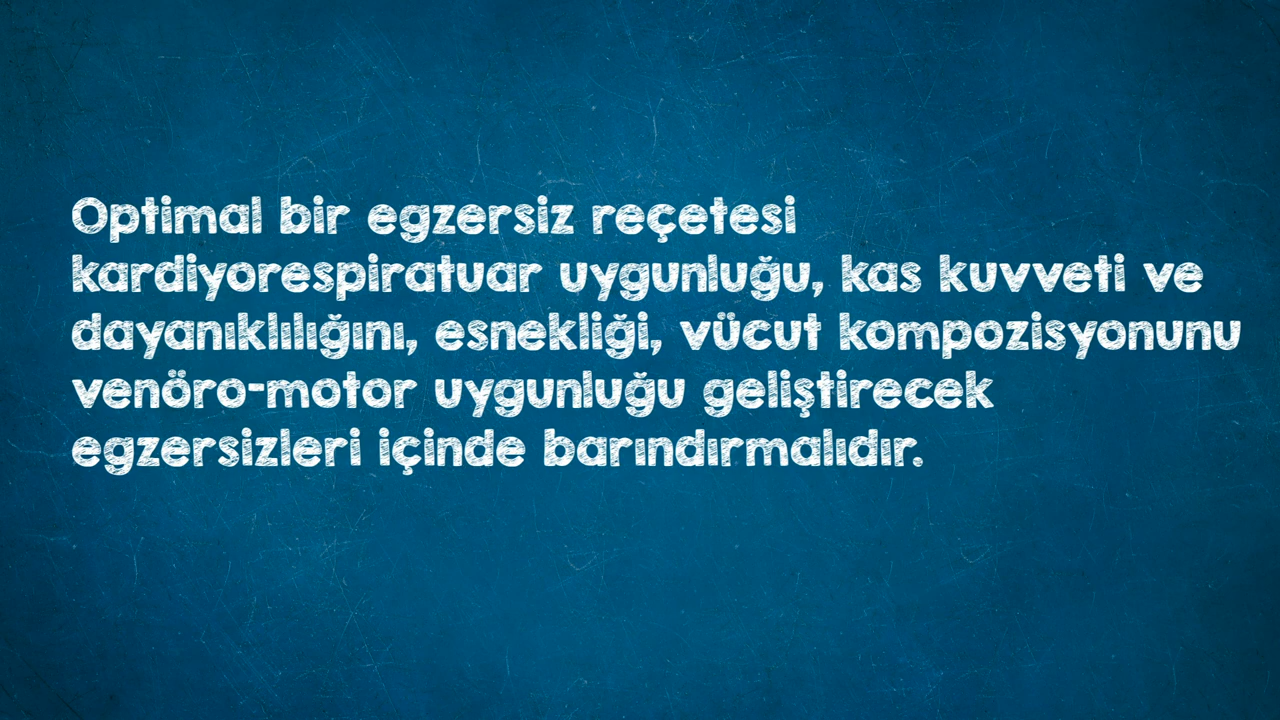 Optimal bir egzersiz reçetesi
kardiyorespiratuar uygunluğu, kas kuvveti ve
dayanıklılığını, esnekliği, vücut kompozisyonunu
venöro-motor uygunluğu geliştirecek
egzersizleri içinde barındırmalıdır.